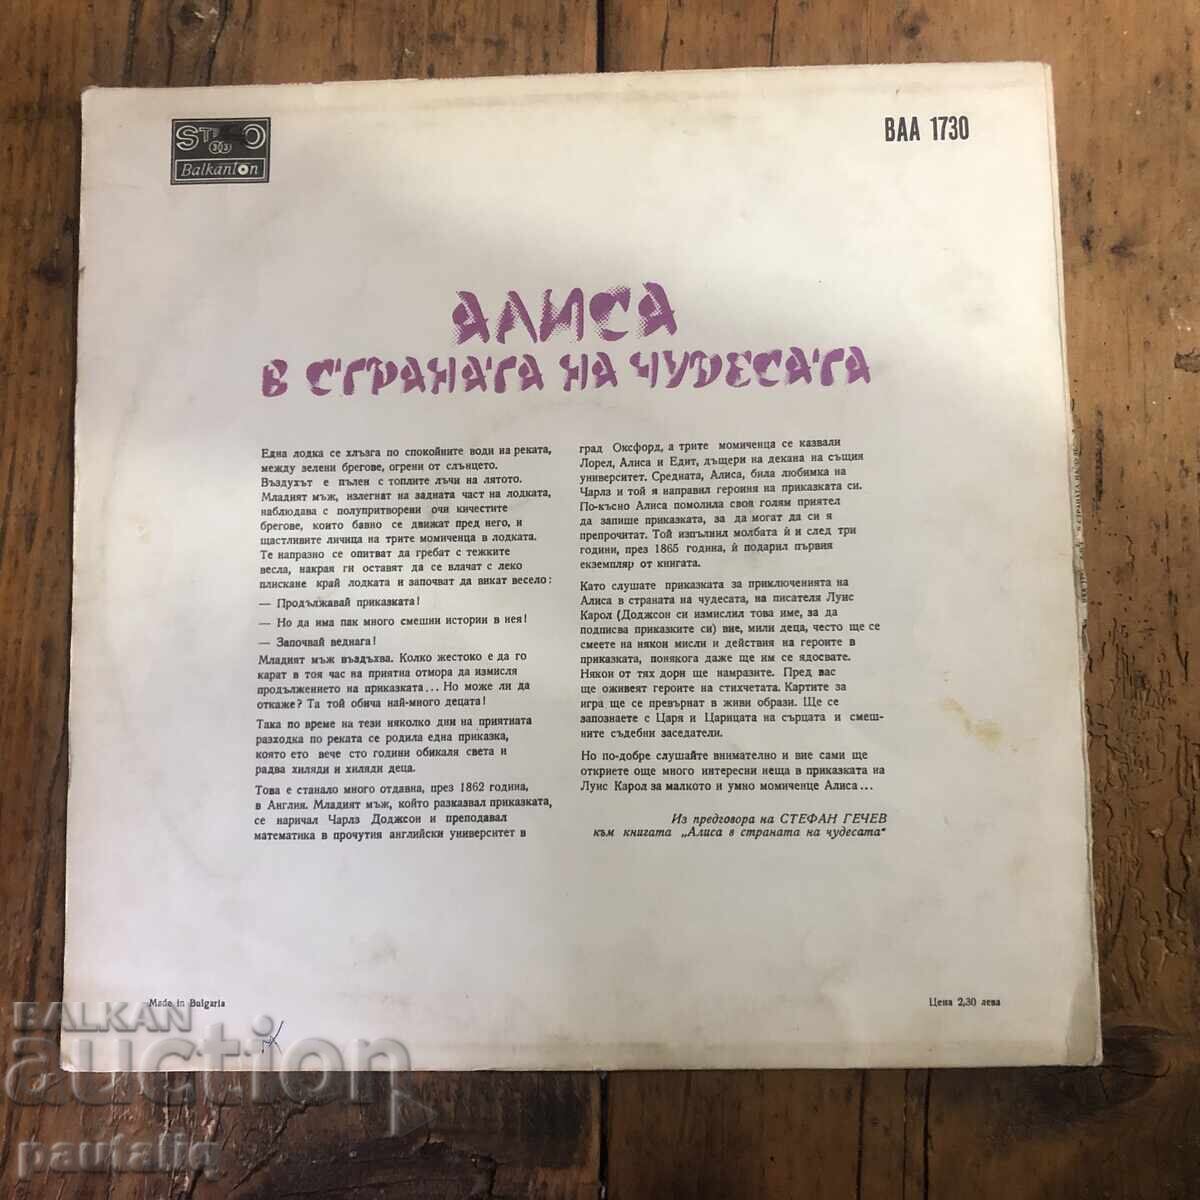 STEREO
33
Balkanton
ВАА 1730
АЛИСА
В СТРАНАТА НА ЧУДЕСАТА
Една лодка се хлъзга по спокойните води на реката,
между зелени брегове, огрени от слънцето.
Въздухът е пълен с топлите лъчи на лятото.
Младият мъж, излегнат на задната част на лодката,
наблюдава с полупритворени очи кичестите
брегове, които бавно се движат пред него, и
щастливите личица на трите момиченца в лодката.
Те напразно се опитват да гребат с тежките
весла, накрая ги оставят да се влачат с леко
плискане край лодката и започват да викат весело:
— Продължавай приказката!
— Но да има пак много смешни истории в нея!
— Започвай веднага!
Младият мъж въздъхва. Колко жестоко е да го
карат в тоя час на приятна отмора да измисля
продължението на приказката... Но може ли да
откаже? Та той обича най-много децата!
Така по време на тези няколко дни на приятната
разходка по реката се родила една приказка,
която ето вече сто години обикаля света и
радва хиляди и хиляди деца.
Това е станало много отдавна, през 1862 година,
в Англия. Младият мъж, който разказвал приказката,
се наричал Чарлз Доджсон и преподавал
математика в прочутия английски университет в
град Оксфорд, а трите момиченца се казвали
Лорел, Алиса и Едит, дъщери на декана на същия
университет. Средната, Алиса, била любимка на
Чарлз и той я направил героиня на приказката си.
По-късно Алиса помолила своя голям приятел
да запише приказката, за да могат да си я
препрочитат. Той изпълнил молбата ѝ и след три
години, през 1865 година, ѝ подарил първия
екземпляр от книгата.
Като слушате приказката за приключенията на
Алиса в страната на чудесата, на писателя Луис
Карол (Доджсон си измислил това име, за да
подписва приказките си) вие, мили деца, често ще се
смеете на някои мисли и действия на героите в
приказката, понякога даже ще им се ядосвате.
Някои от тях дори ще намразите. Пред вас
ще оживеят героите на стихчетата. Картите за
игра ще се превърнат в живи образи. Ще се
запознаете с Царя и Царицата на сърцата и смеш-
ните съдебни заседатели.
Но по-добре слушайте внимателно и вие сами ще
откриете още много интересни неща в приказката на
Луис Карол за малкото и умно момиченце Алиса...
Из предговора на СТЕФАН ГЕЧЕВ
към книгата „Алиса в страната на чудесата“
Made in Bulgaria
Цена 2,30 лева
BALKAN
auction
pautaliq